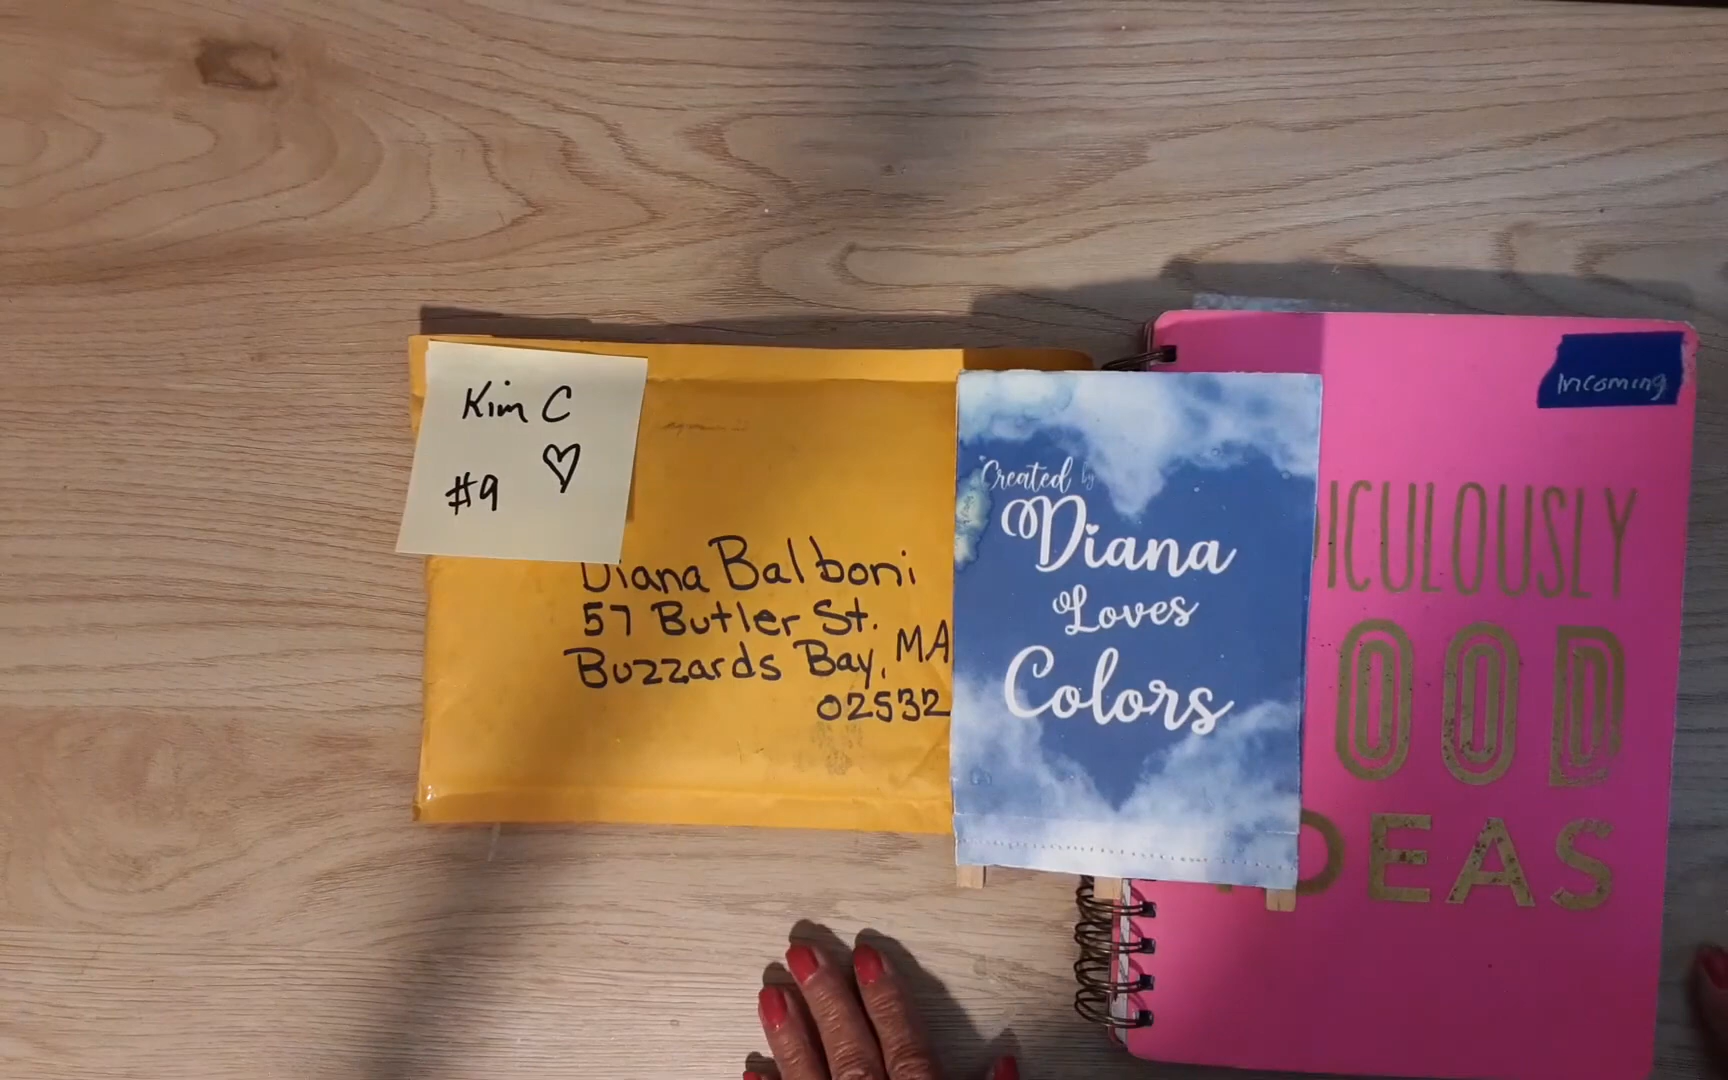 Kim C
#9
Diana Balboni
57 Butler St.
Buzzards Bay, MA
02532
Created by
Diana
Loves
Colors
Incoming
DICULOUSLY
OOD
DEAS